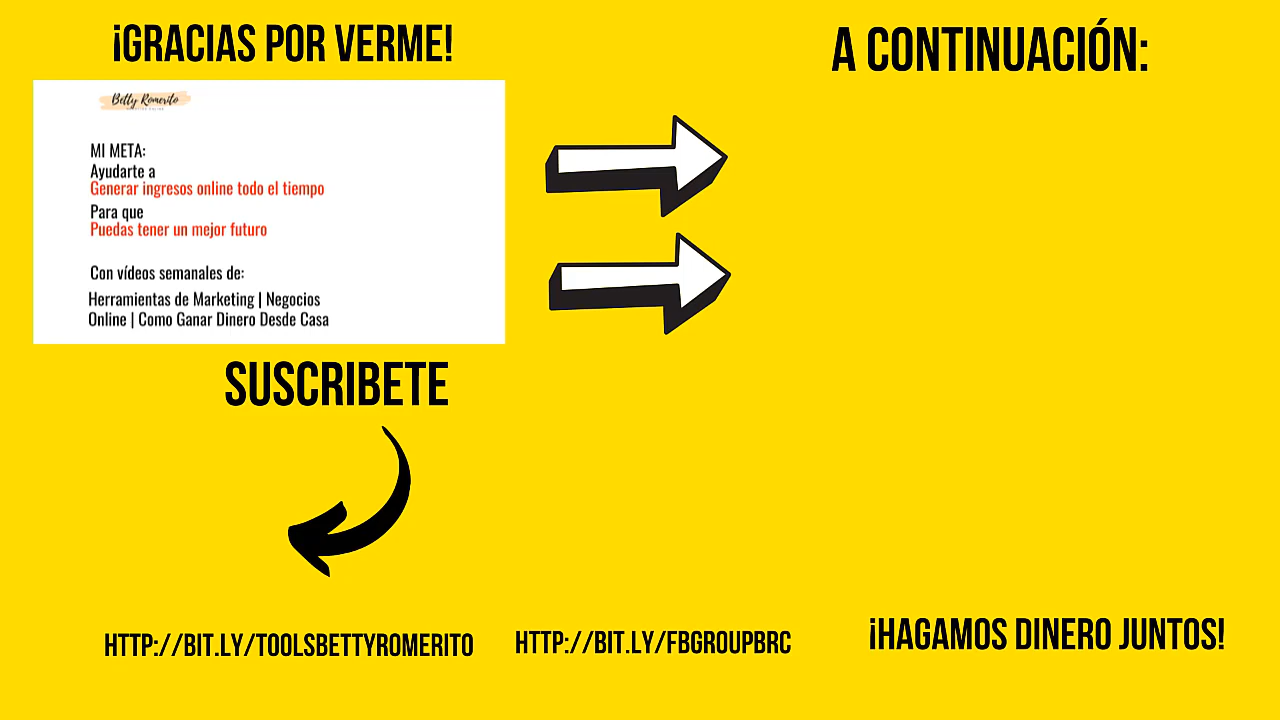 ¡GRACIAS POR VERME!
A CONTINUACIÓN:
Betty Romerito
MI META:
Ayudarte a
Generar ingresos online todo el tiempo
Para que
Puedas tener un mejor futuro
Con vídeos semanales de:
Herramientas de Marketing | Negocios
Online | Como Ganar Dinero Desde Casa
SUSCRIBETE
HTTP://BIT.LY/TOOLSBETTYROMERITO
HTTP://BIT.LY/FBGROUPBRC
¡HAGAMOS DINERO JUNTOS!